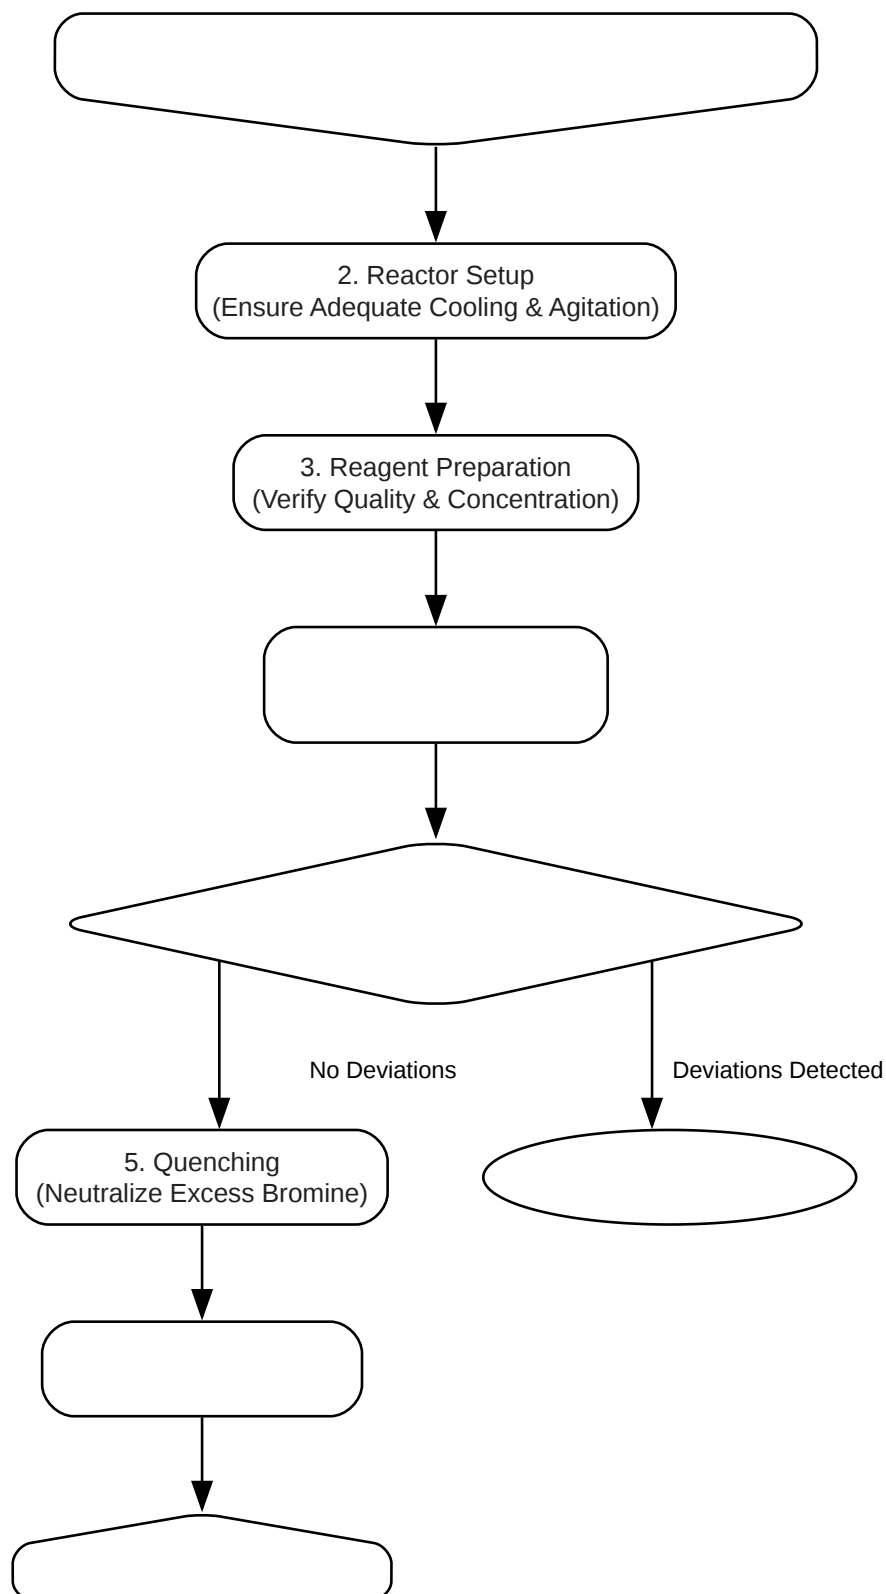 2. Reactor Setup
(Ensure Adequate Cooling & Agitation)
3. Reagent Preparation
(Verify Quality & Concentration)
No Deviations
Deviations Detected
5. Quenching
(Neutralize Excess Bromine)